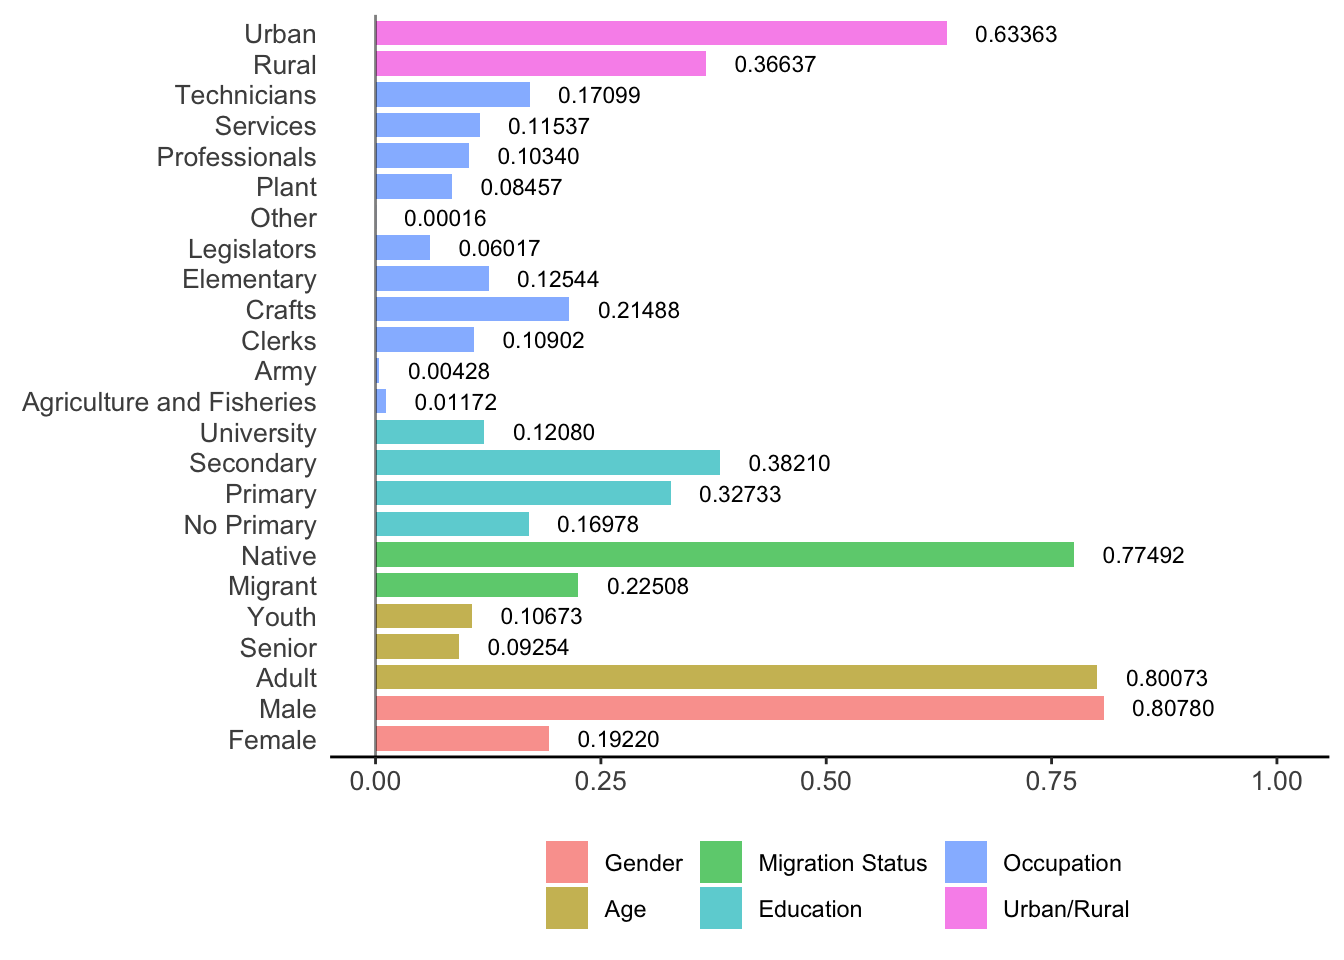 Urban 0.63363
Rural 0.36637
Technicians 0.17099
Services 0.11537
Professionals 0.10340
Plant 0.08457
Other 0.00016
Legislators 0.06017
Elementary 0.12544
Crafts 0.21488
Clerks 0.10902
Army 0.00428
Agriculture and Fisheries 0.01172
University 0.12080
Secondary 0.38210
Primary 0.32733
No Primary 0.16978
Native 0.77492
Migrant 0.22508
Youth 0.10673
Senior 0.09254
Adult 0.80073
Male 0.80780
Female 0.19220
0.00 0.25 0.50 0.75 1.00
Gender Migration Status Occupation
Age Education Urban/Rural